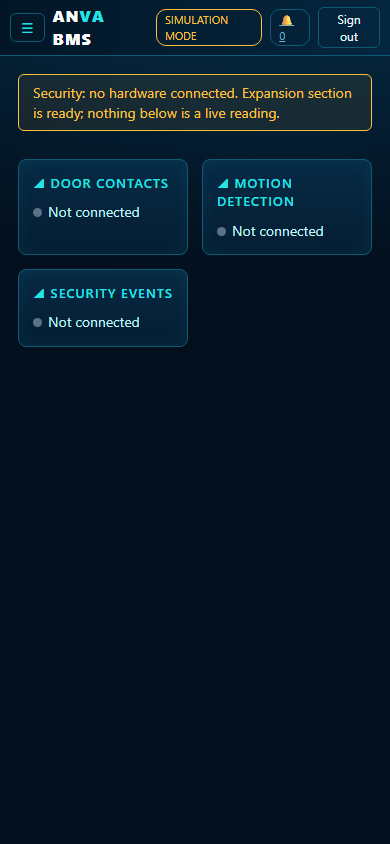 ☰
ANVA
BMS
SIMULATION
MODE
🔔
0
Sign
out
Security: no hardware connected. Expansion section
is ready; nothing below is a live reading.
DOOR CONTACTS
Not connected
MOTION
DETECTION
Not connected
SECURITY EVENTS
Not connected